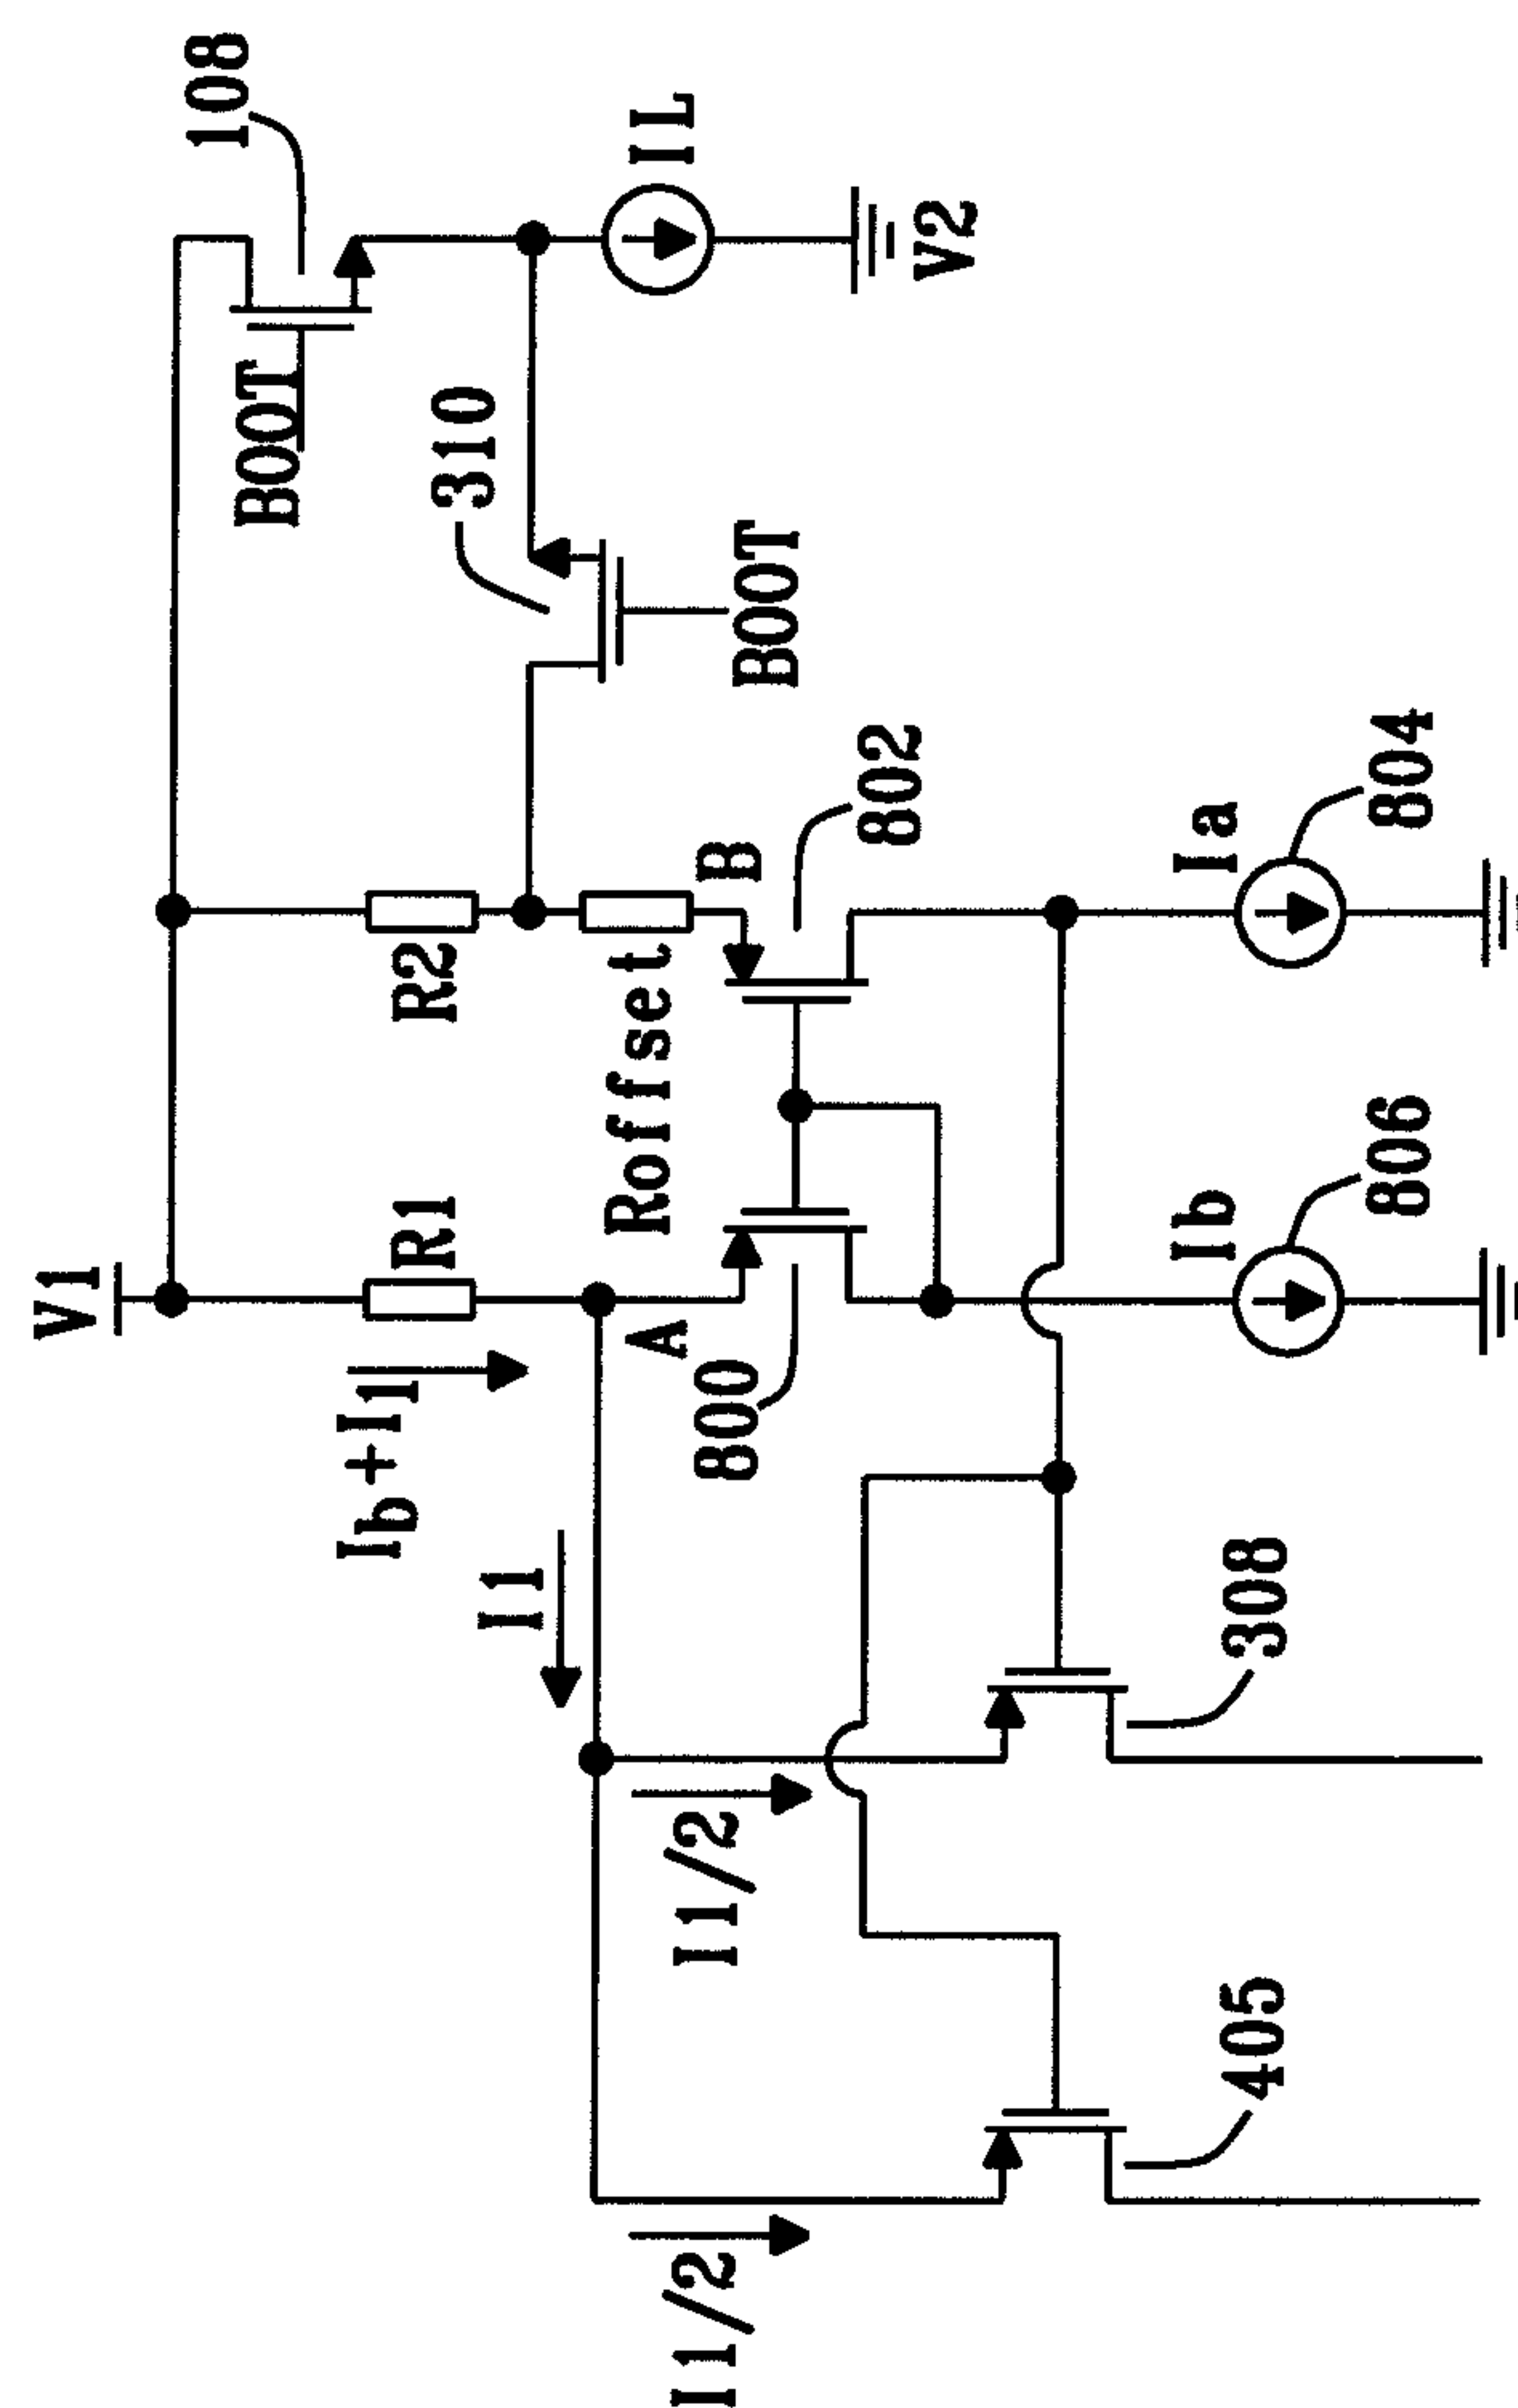 V1
Ib+I1
R1
R2
BOOT
108
310
I1
A
Roffset
B
BOOT
IL
V2
I1/2
I1/2
800
802
405
308
Ib
Ia
806
804